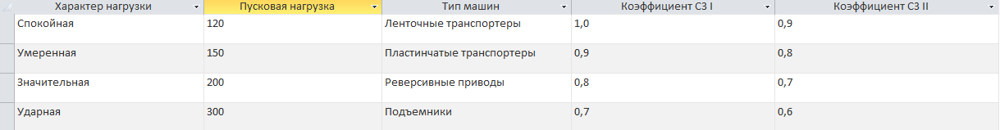 Характер нагрузки Пусковая нагрузка Тип машин Коэффициент С3 I Коэффициент С3 II
Спокойная 120 Ленточные транспортеры 1,0 0,9
Умеренная 150 Пластинчатые транспортеры 0,9 0,8
Значительная 200 Реверсивные приводы 0,8 0,7
Ударная 300 Подъемники 0,7 0,6